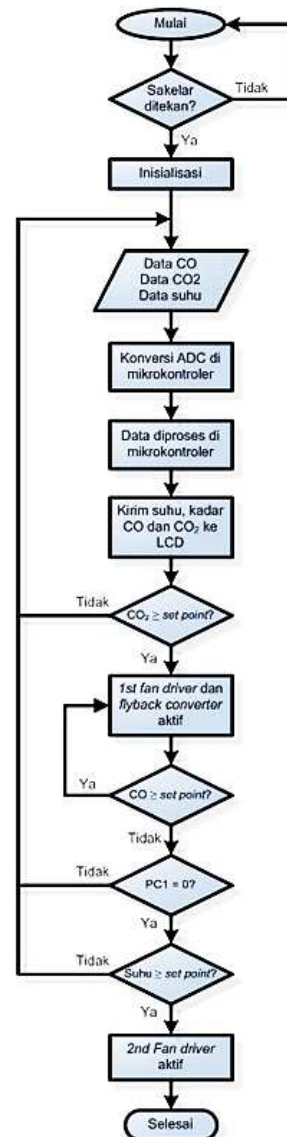 Mulai
Sakelar
ditekan?
Tidak
Ya
Inisialisasi
Data CO
Data CO2
Data suhu
Konversi ADC di
mikrokontroler
Data diproses di
mikrokontroler
Kirim suhu, kadar
CO dan CO₂ ke
LCD
Tidak
CO₂ ≥ set point?
Ya
1st fan driver dan
flyback converter
aktif
Ya
CO ≥ set point?
Tidak
Tidak
PC1 = 0?
Ya
Tidak
Suhu ≥ set point?
Ya
2nd Fan driver
aktif
Selesai